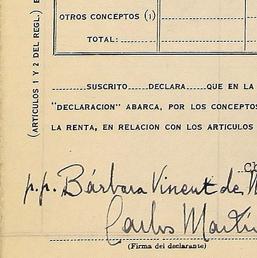 (ARTICULOS 1 Y 2 DEL REGL.)
OTROS CONCEPTOS (1)
TOTAL:
SUSCRITO DECLARA QUE EN LA
"DECLARACION" ABARCA, POR LOS CONCEPTOS
LA RENTA, EN RELACION CON LOS ARTICULOS
p.p. Bárbara Vincent de
Carlos Martín
(Firma del declarante)